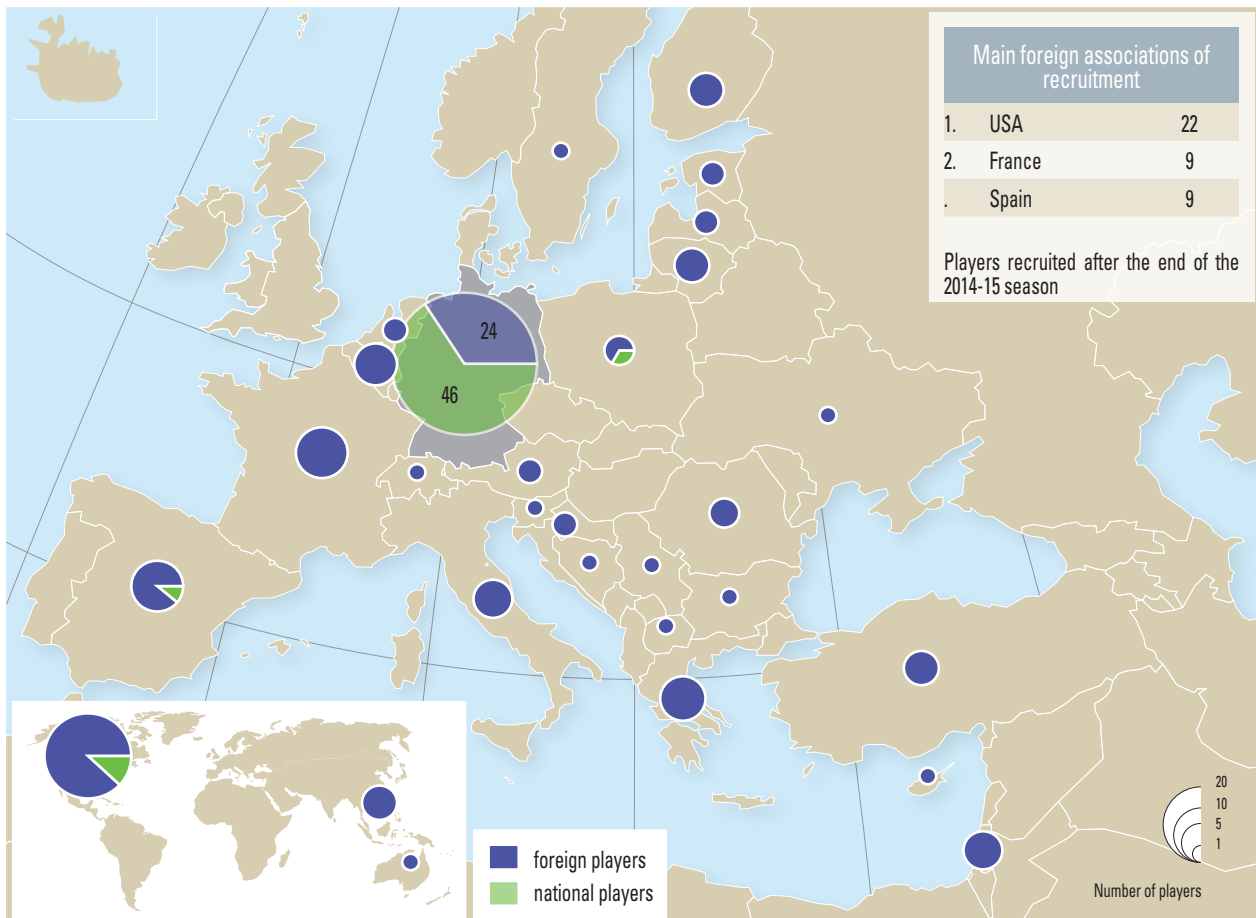 Main foreign associations of
recruitment
1. USA 22
2. France 9
. Spain 9
Players recruited after the end of the
2014-15 season
24
46
foreign players
national players
20
10
5
1
Number of players